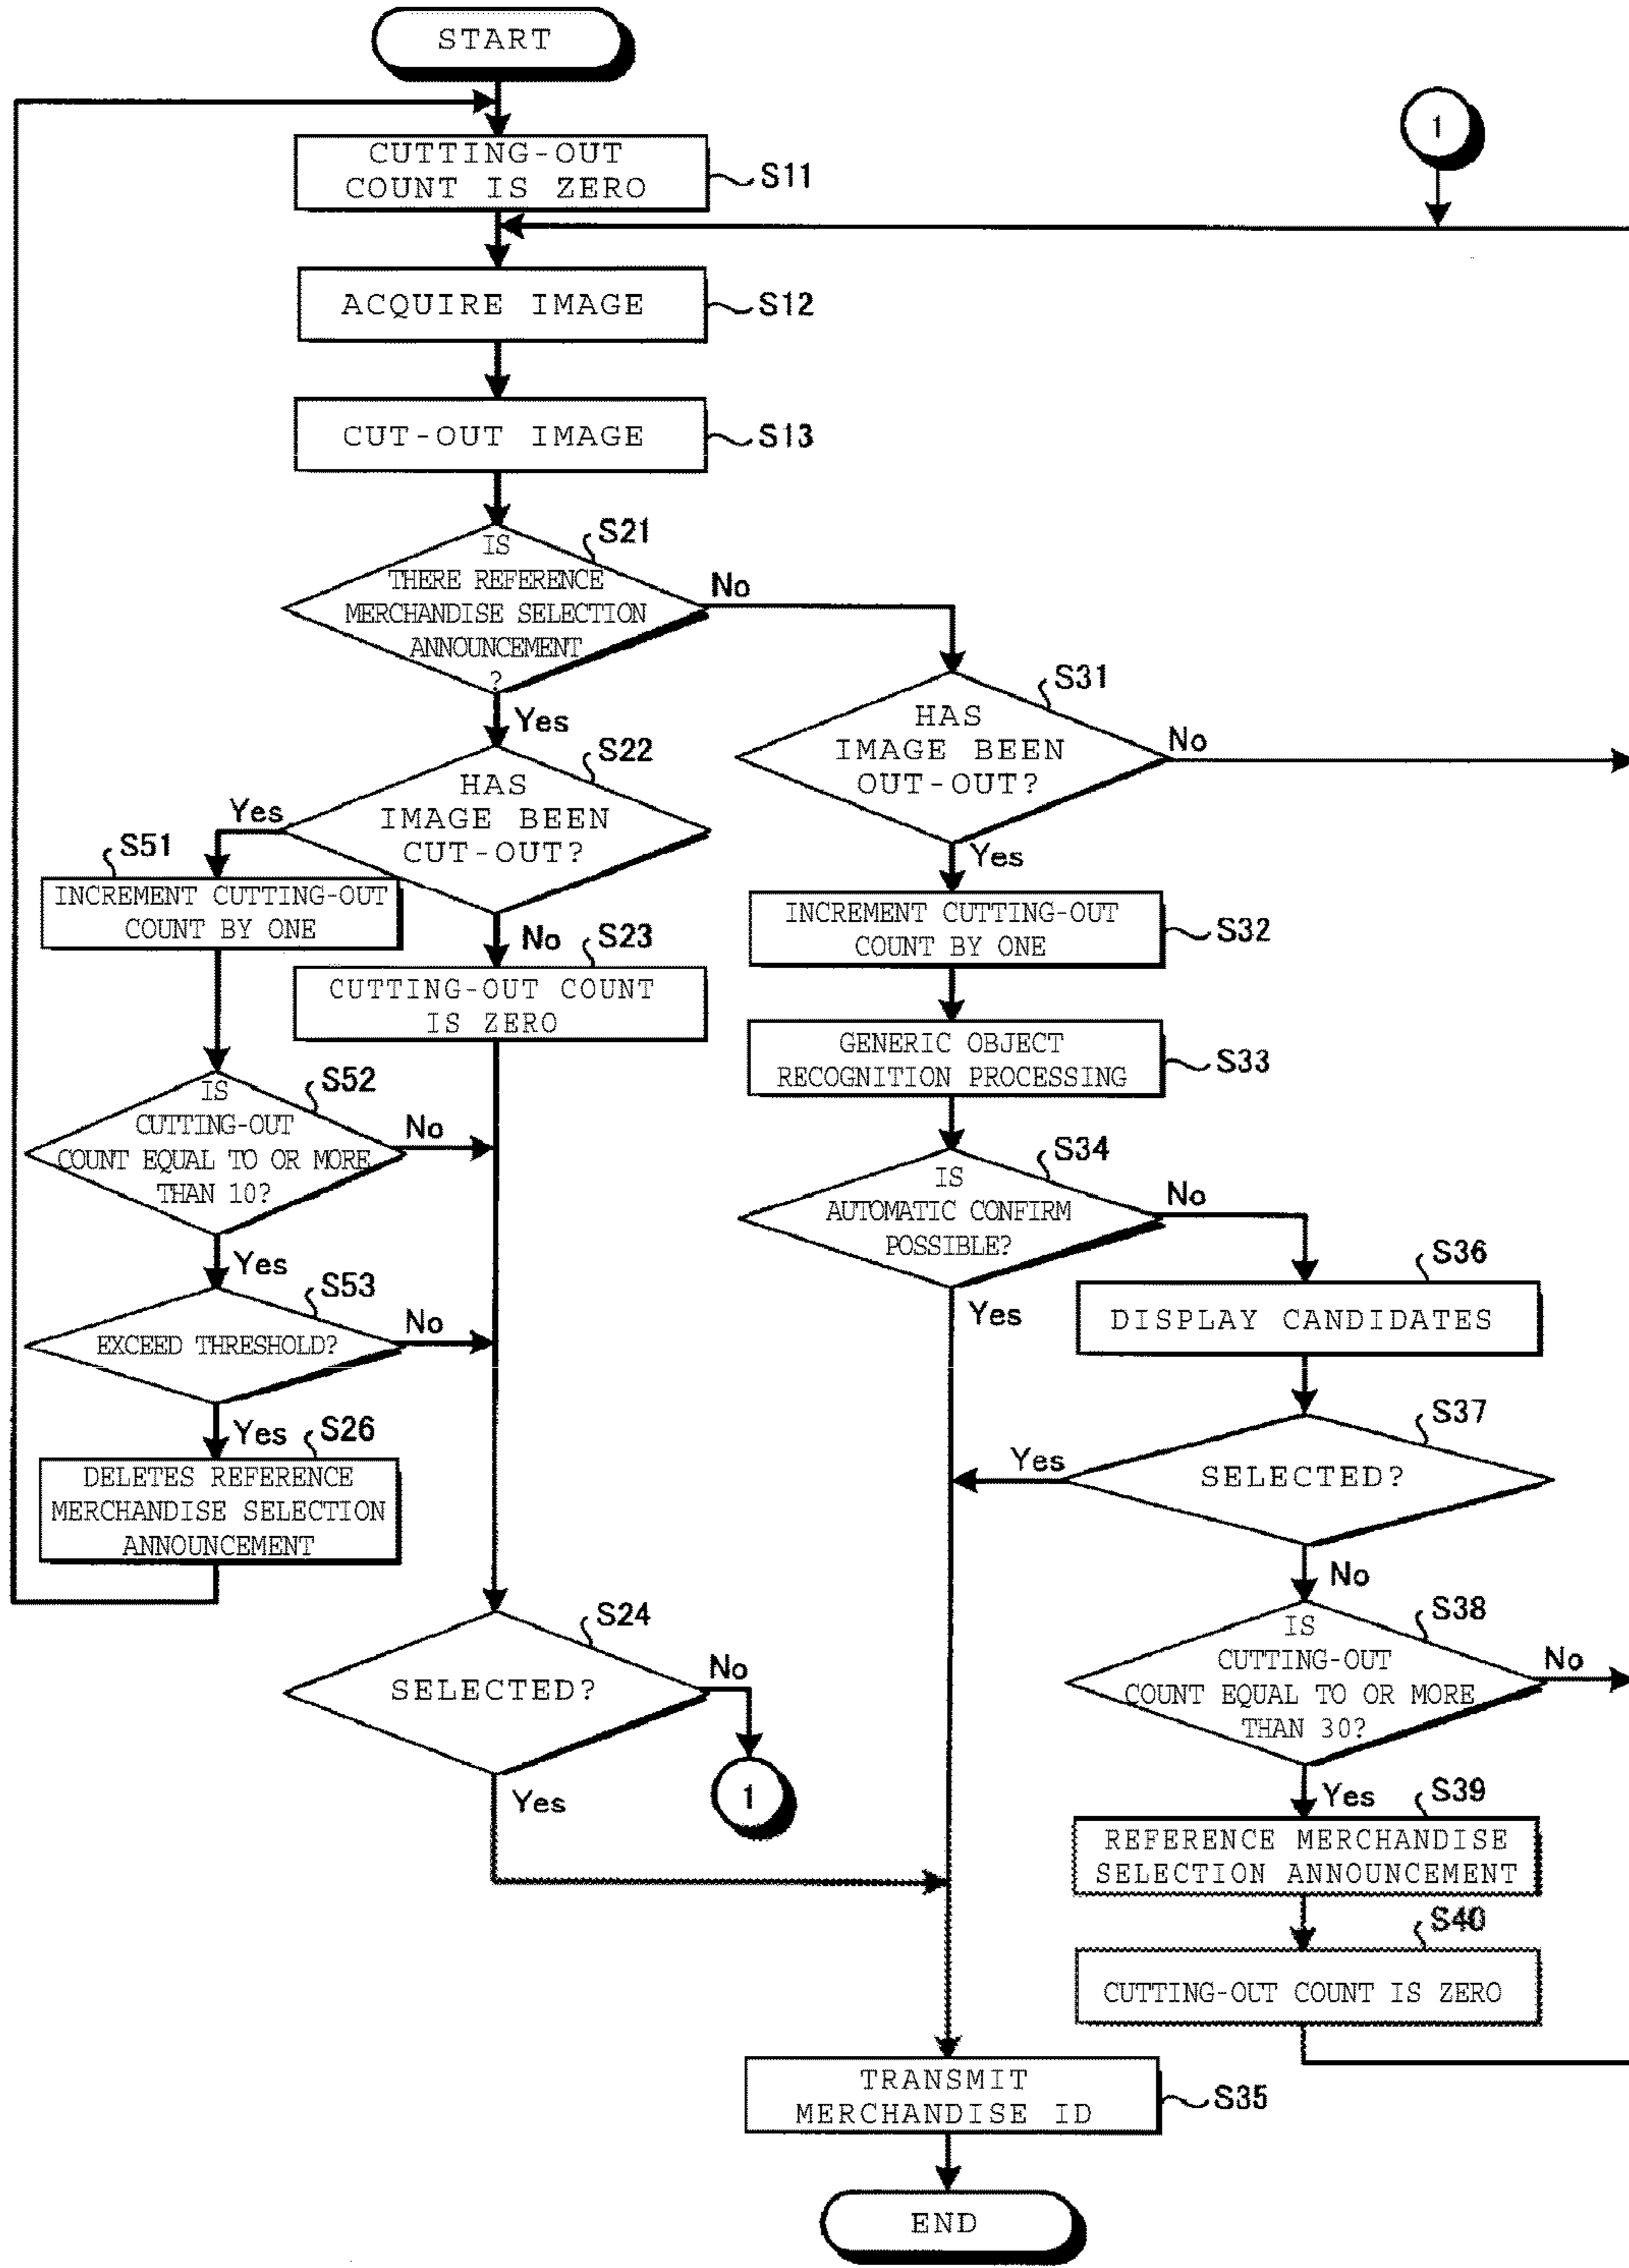 START
1
CUTTING-OUT
COUNT IS ZERO
S11
ACQUIRE IMAGE
S12
CUT-OUT IMAGE
S13
S21
IS
THERE REFERENCE
MERCHANDISE SELECTION
ANNOUNCEMENT
?
No
Yes
S31
HAS
IMAGE BEEN
OUT-OUT?
No
Yes
S22
HAS
IMAGE BEEN
CUT-OUT?
Yes
No
S51
INCREMENT CUTTING-OUT
COUNT BY ONE
S23
CUTTING-OUT COUNT
IS ZERO
INCREMENT CUTTING-OUT
COUNT BY ONE
S32
GENERIC OBJECT
RECOGNITION PROCESSING
S33
S52
IS
CUTTING-OUT
COUNT EQUAL TO OR MORE
THAN 10?
No
Yes
S34
IS
AUTOMATIC CONFIRM
POSSIBLE?
No
Yes
S53
EXCEED THRESHOLD?
No
Yes
S36
DISPLAY CANDIDATES
S26
DELETES REFERENCE
MERCHANDISE SELECTION
ANNOUNCEMENT
S37
SELECTED?
Yes
No
S24
SELECTED?
No
Yes
1
S38
IS
CUTTING-OUT
COUNT EQUAL TO OR MORE
THAN 30?
No
Yes
S39
REFERENCE MERCHANDISE
SELECTION ANNOUNCEMENT
S40
CUTTING-OUT COUNT IS ZERO
TRANSMIT
MERCHANDISE ID
S35
END